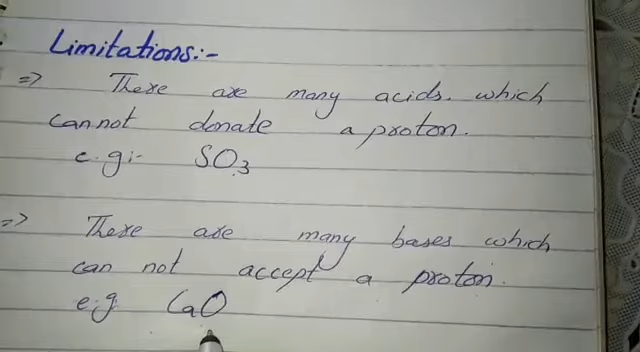 Limitations:-
=> There are many acids. which
cannot donate a proton.
e.g:- SO3
=> There are many bases which
can not accept a proton.
e.g. CaO